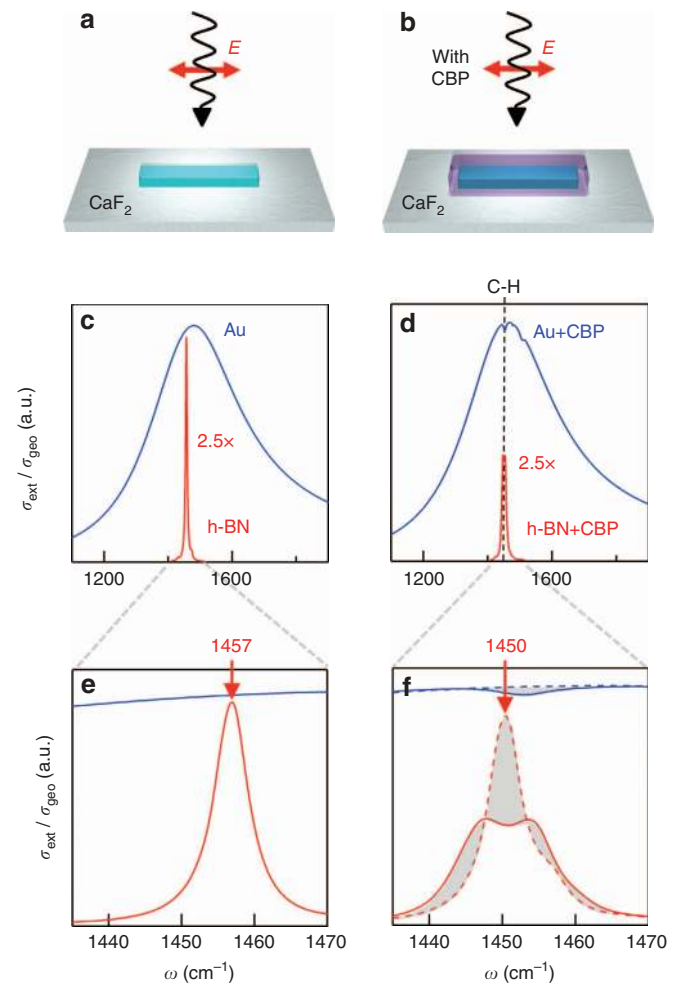 a
b
E
E
With
CBP
CaF2
CaF2
C-H
c
Au
2.5×
h-BN
d
Au+CBP
2.5×
h-BN+CBP
σext / σgeo (a.u.)
1200 1600
1200 1600
1457
1450
e
f
σext / σgeo (a.u.)
1440 1450 1460 1470
1440 1450 1460 1470
ω (cm−1)
ω (cm−1)